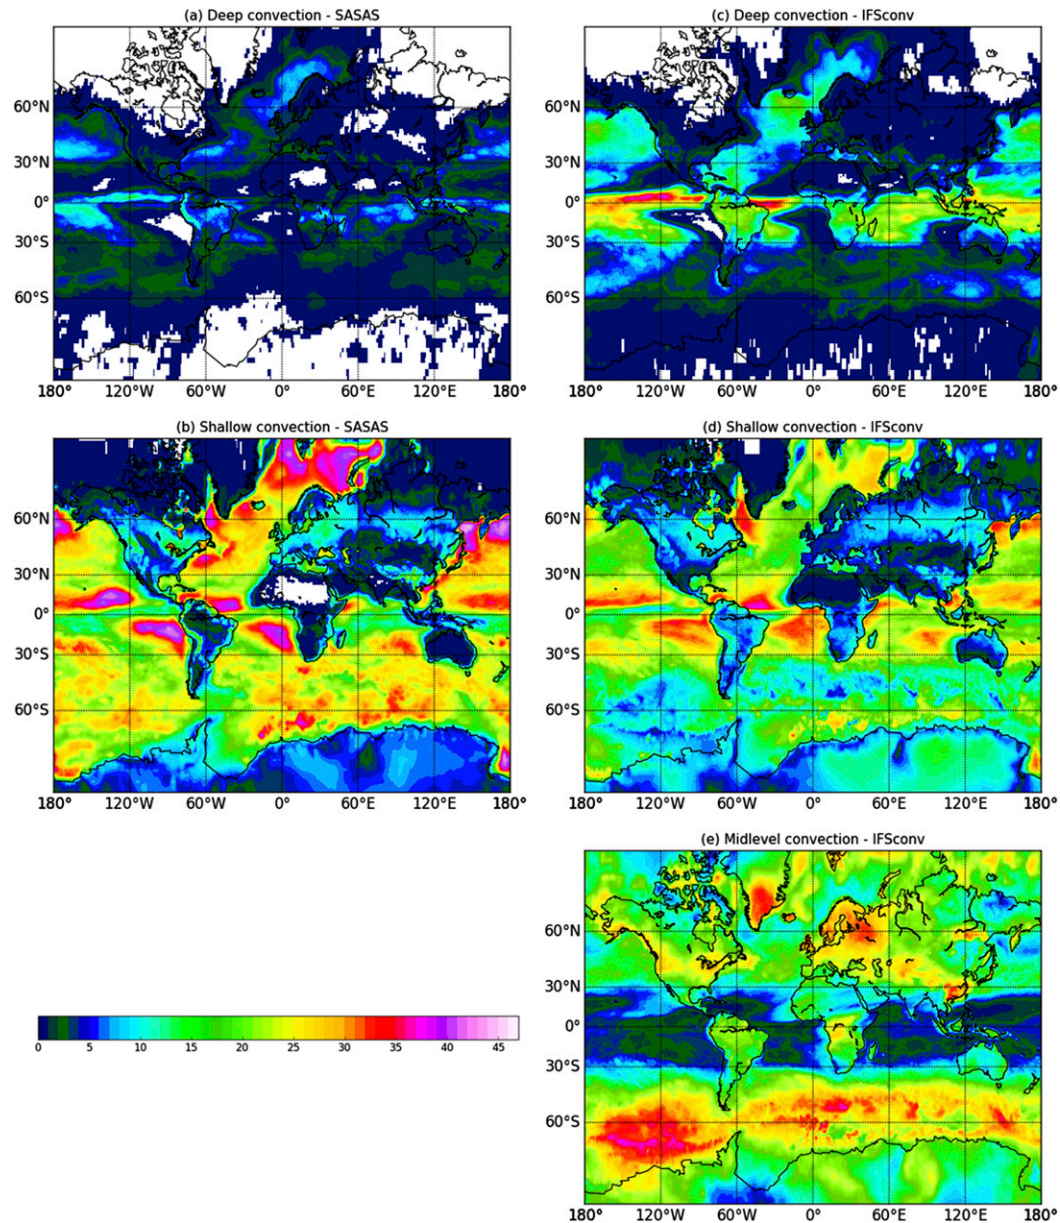 (a) Deep convection - SASAS
60°N
30°N
0°
30°S
60°S
180° 120°W 60°W 0° 60°E 120°E 180°
(c) Deep convection - IFSconv
60°N
30°N
0°
30°S
60°S
180° 120°W 60°W 0° 60°E 120°E 180°
(b) Shallow convection - SASAS
60°N
30°N
0°
30°S
60°S
180° 120°W 60°W 0° 60°E 120°E 180°
(d) Shallow convection - IFSconv
60°N
30°N
0°
30°S
60°S
180° 120°W 60°W 0° 60°E 120°E 180°
(e) Midlevel convection - IFSconv
60°N
30°N
0°
30°S
60°S
180° 120°W 60°W 0° 60°E 120°E 180°
0 5 10 15 20 25 30 35 40 45